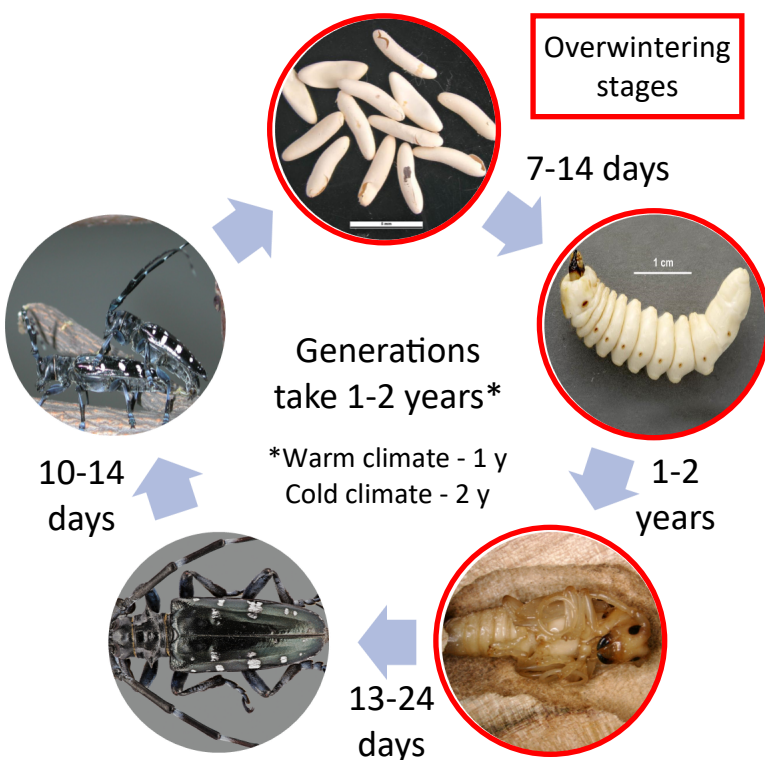 Overwintering
stages
7-14 days
1 cm
Generations
take 1-2 years*
*Warm climate - 1 y
Cold climate - 2 y
10-14
days
1-2
years
13-24
days